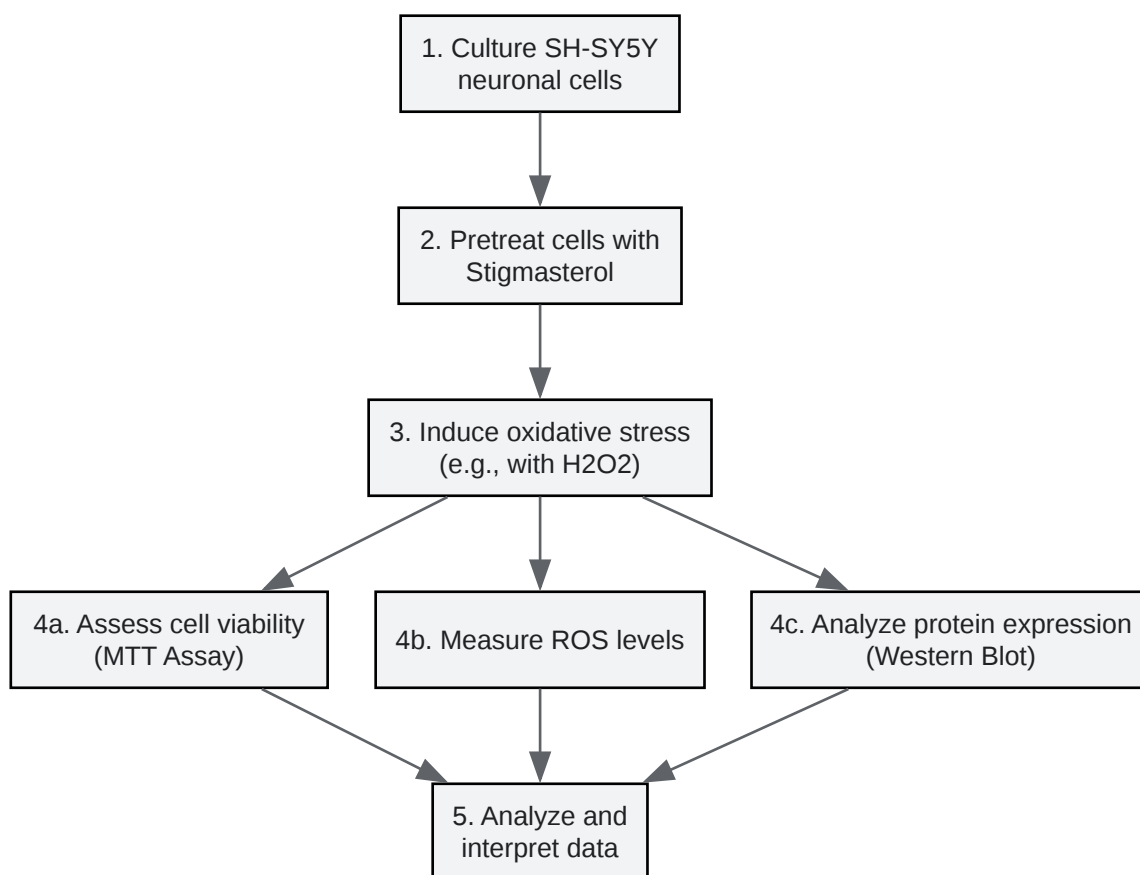 1. Culture SH-SY5Y
neuronal cells
2. Pretreat cells with
Stigmasterol
3. Induce oxidative stress
(e.g., with H2O2)
4a. Assess cell viability
(MTT Assay)
4b. Measure ROS levels
4c. Analyze protein expression
(Western Blot)
5. Analyze and
interpret data